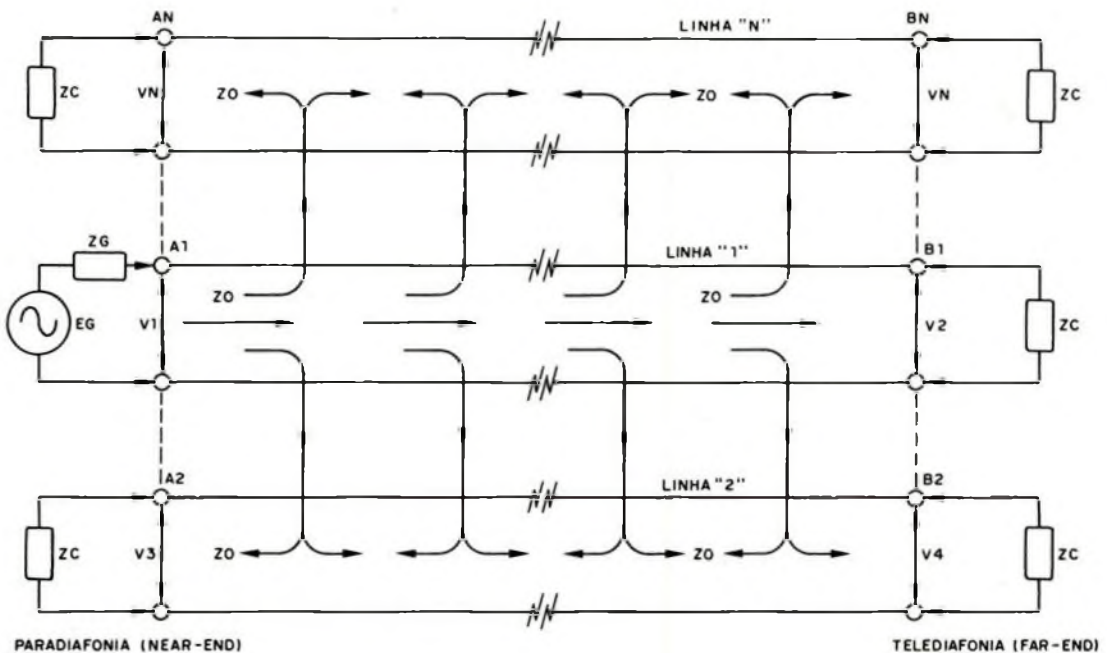 AN
LINHA "N"
BN
ZC
VN
ZO
ZO
VN
ZC
ZG
A1
LINHA "1"
B1
EG
V1
ZO
ZO
V2
ZC
A2
LINHA "2"
B2
ZC
V3
ZO
ZO
V4
ZC
PARADIAFONIA (NEAR-END)
TELEDIAFONIA (FAR-END)